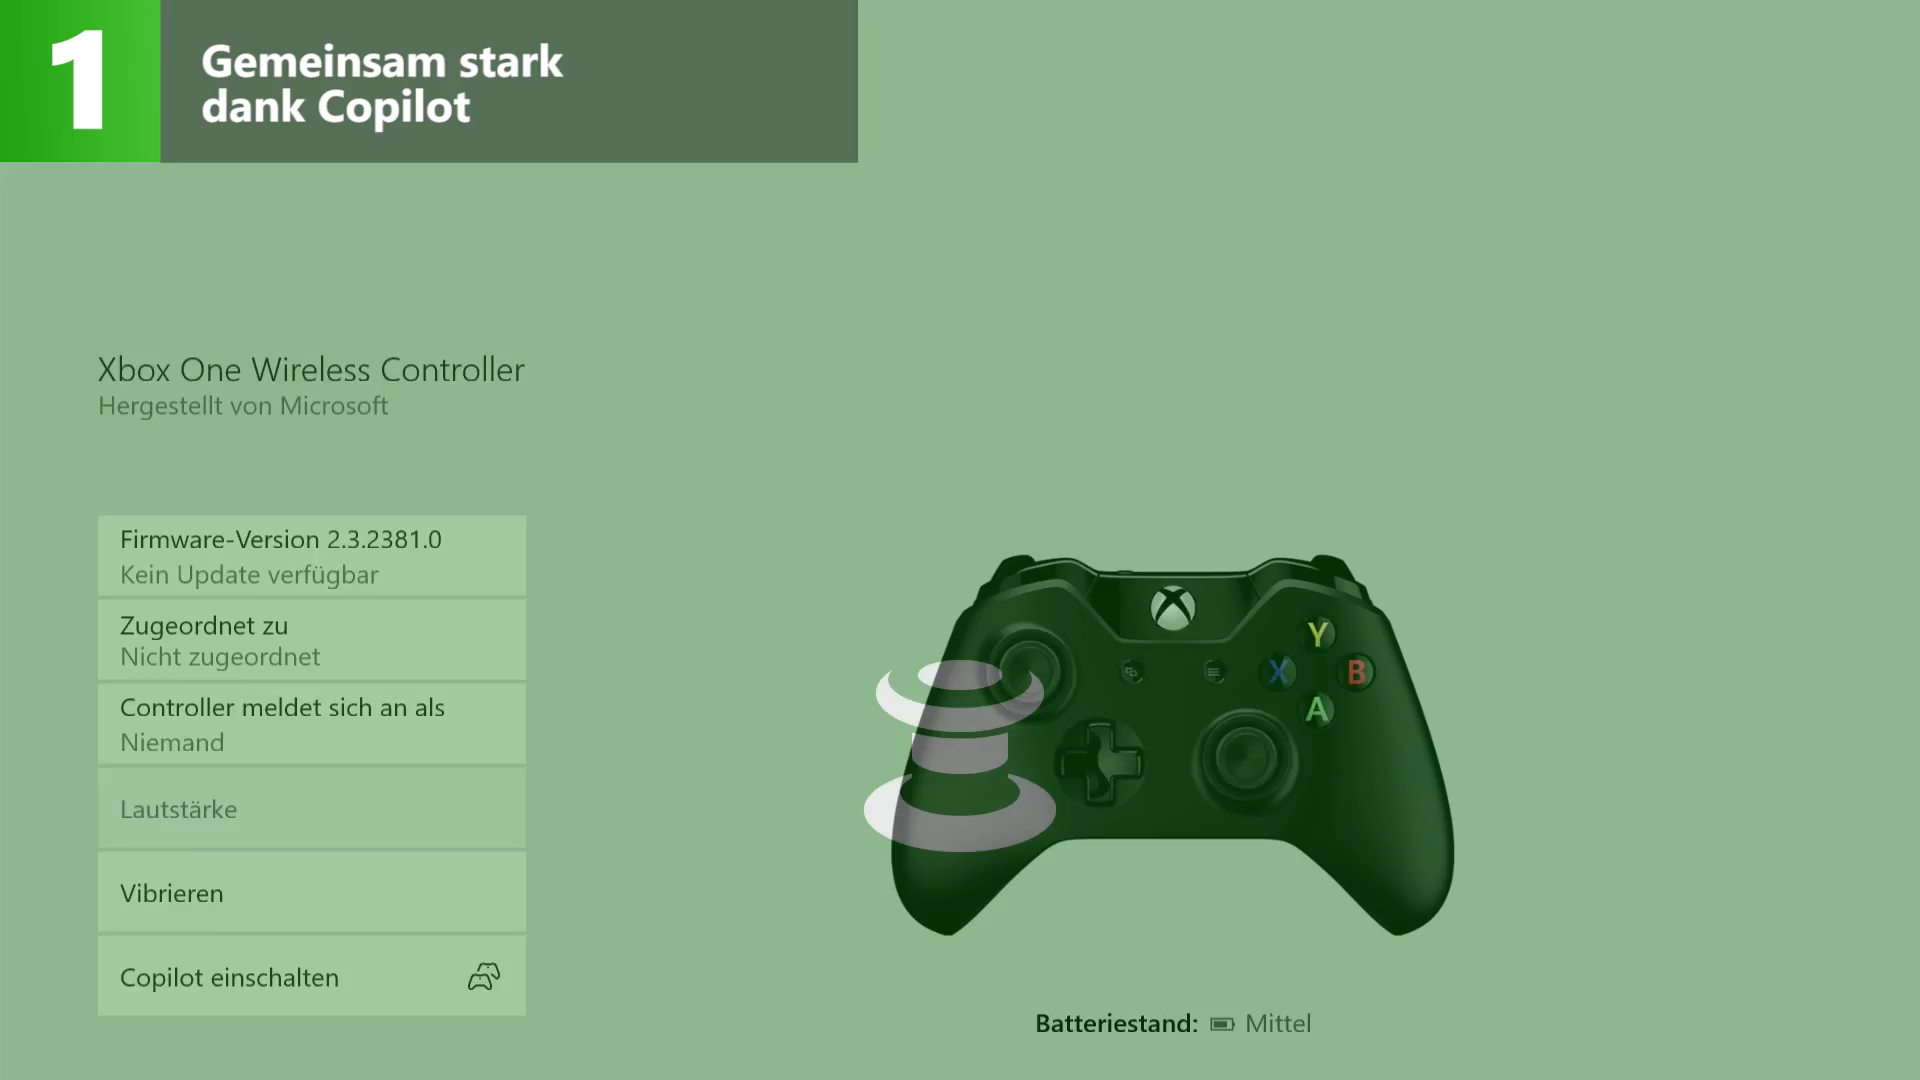 1
Gemeinsam stark
dank Copilot
Xbox One Wireless Controller
Hergestellt von Microsoft
Firmware-Version 2.3.2381.0
Kein Update verfügbar
Zugeordnet zu
Nicht zugeordnet
Controller meldet sich an als
Niemand
Lautstärke
Vibrieren
Copilot einschalten
Y
X
B
A
Batteriestand: Mittel